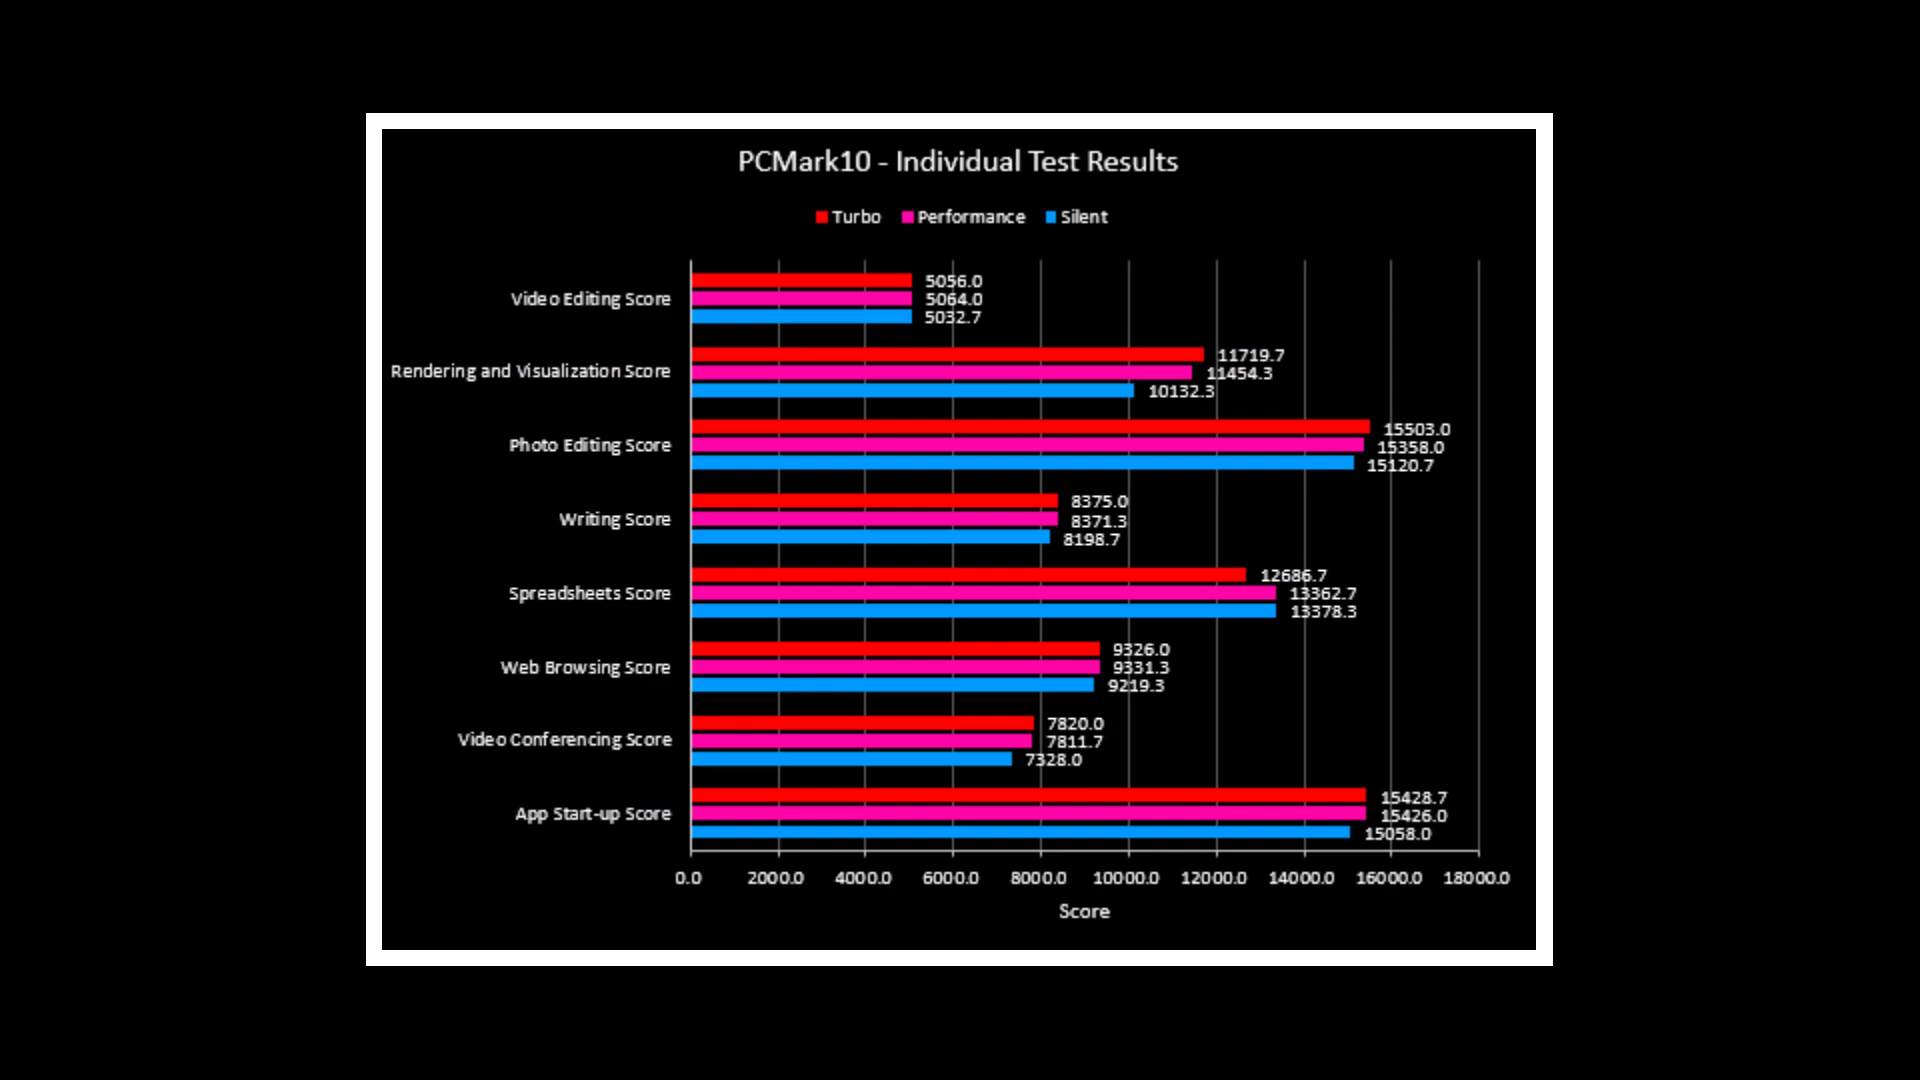 PCMark10 - Individual Test Results
Turbo Performance Silent
Video Editing Score
5056.0
5064.0
5032.7
Rendering and Visualization Score
11719.7
11454.3
10132.3
Photo Editing Score
15503.0
15358.0
15120.7
Writing Score
8375.0
8371.3
8198.7
Spreadsheets Score
12686.7
13362.7
13378.3
Web Browsing Score
9326.0
9331.3
9219.3
Video Conferencing Score
7820.0
7811.7
7328.0
App Start-up Score
15428.7
15426.0
15058.0
0.0 2000.0 4000.0 6000.0 8000.0 10000.0 12000.0 14000.0 16000.0 18000.0
Score